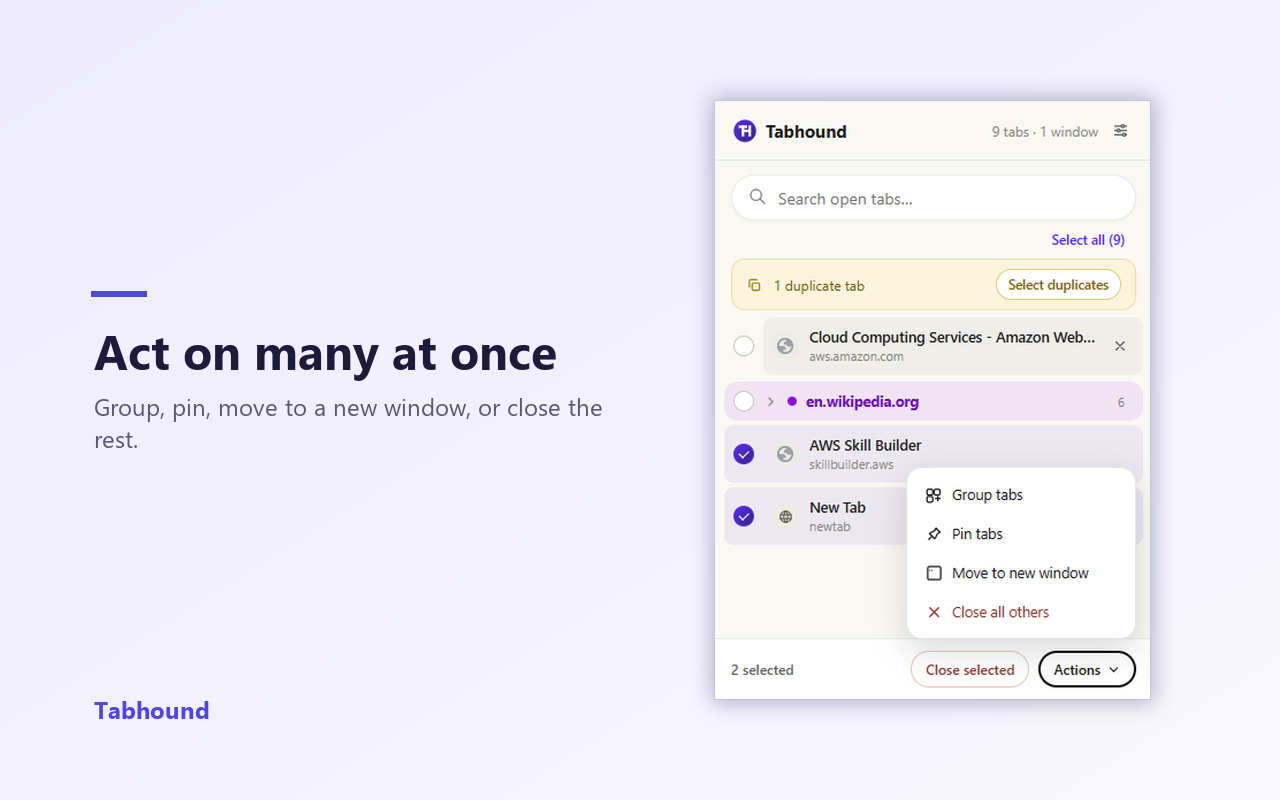 Act on many at once
Group, pin, move to a new window, or close the
rest.
Tabhound
TH Tabhound
9 tabs · 1 window
Search open tabs...
Select all (9)
1 duplicate tab
Select duplicates
Cloud Computing Services - Amazon Web...
aws.amazon.com
en.wikipedia.org
6
AWS Skill Builder
skillbuilder.aws
New Tab
newtab
Group tabs
Pin tabs
Move to new window
Close all others
2 selected
Close selected
Actions